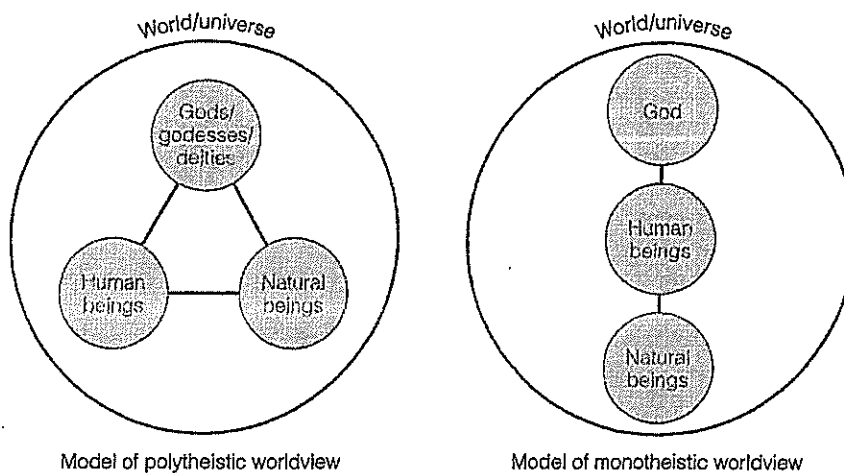 World/universe
Gods/
godesses/
deities
Human
beings
Natural
beings
Model of polytheistic worldview
World/universe
God
Human
beings
Natural
beings
Model of monotheistic worldview